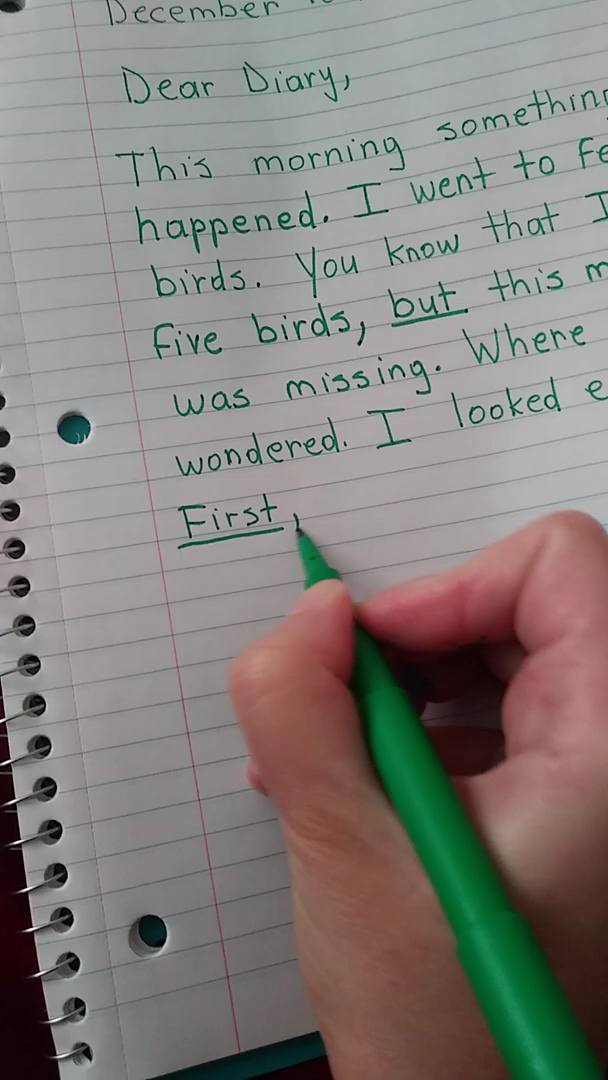 December
Dear Diary,
This morning something
happened. I went to fe
birds. You know that I
five birds, but this m
was missing. Where
wondered. I looked e
First,